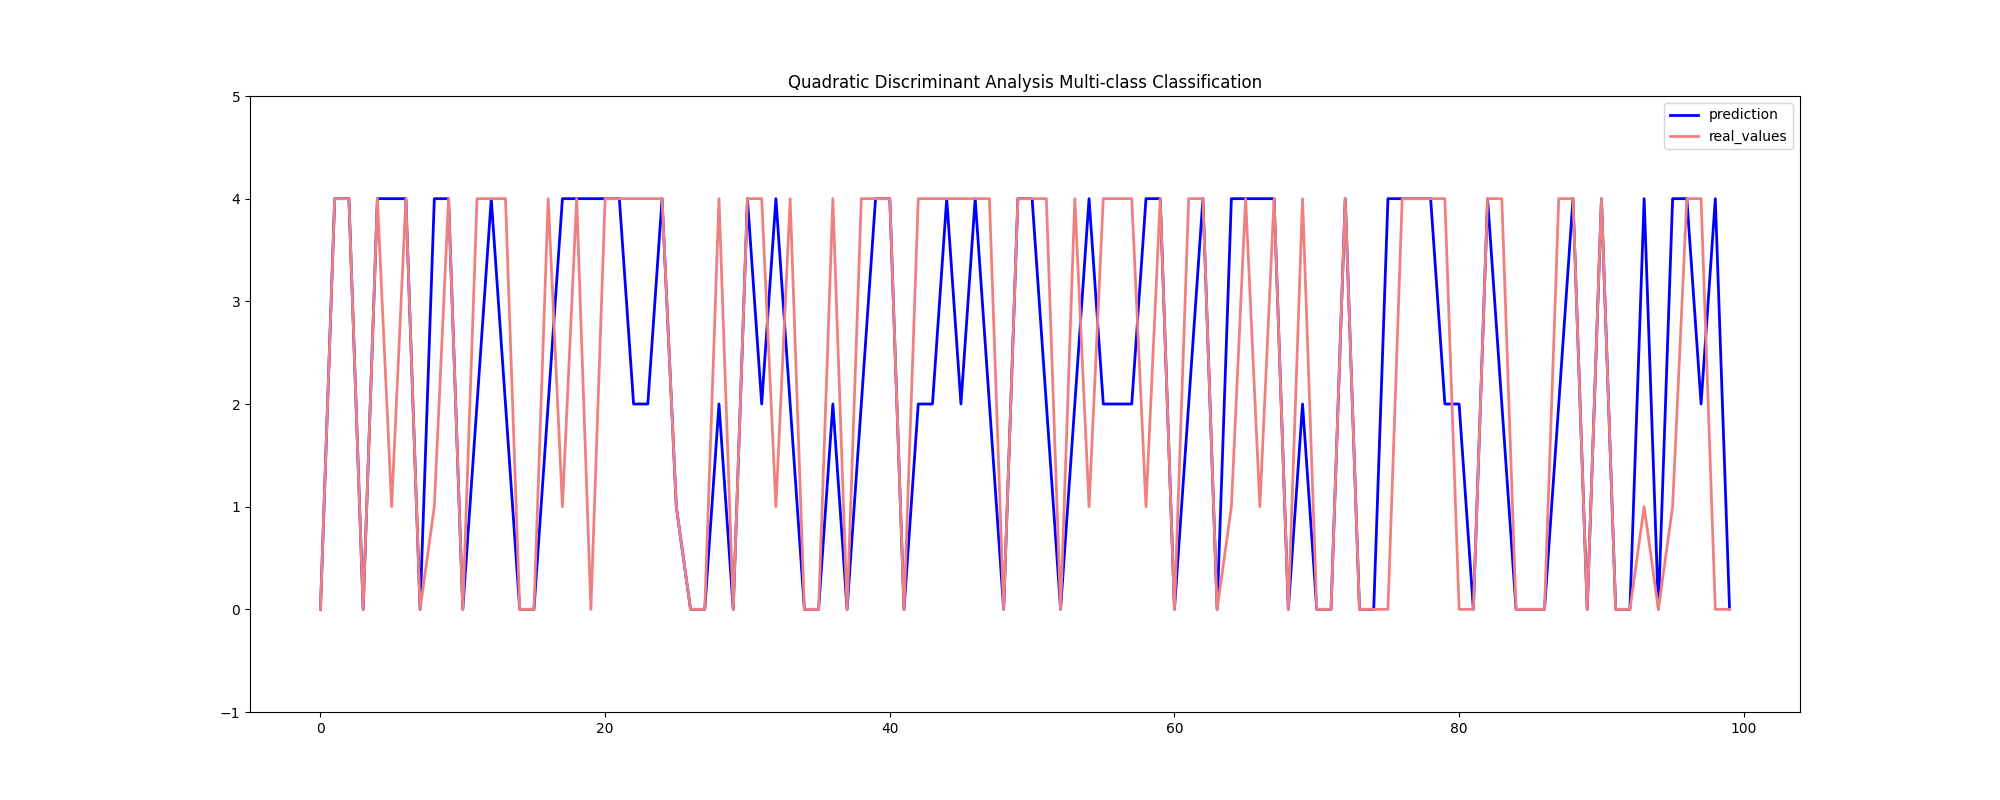 Quadratic Discriminant Analysis Multi-class Classification
prediction
real_values
5
4
3
2
1
0
−1
0 20 40 60 80 100